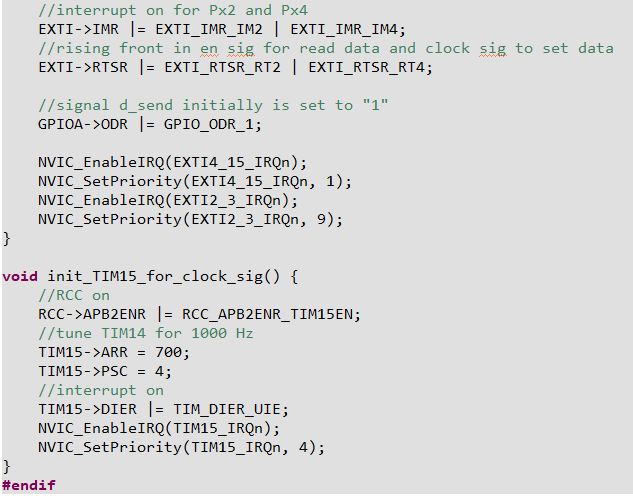 //interrupt on for Px2 and Px4
EXTI->IMR |= EXTI_IMR_IM2 | EXTI_IMR_IM4;
//rising front in en sig for read data and clock sig to set data
EXTI->RTSR |= EXTI_RTSR_RT2 | EXTI_RTSR_RT4;
//signal d_send initially is set to "1"
GPIOA->ODR |= GPIO_ODR_1;
NVIC_EnableIRQ(EXTI4_15_IRQn);
NVIC_SetPriority(EXTI4_15_IRQn, 1);
NVIC_EnableIRQ(EXTI2_3_IRQn);
NVIC_SetPriority(EXTI2_3_IRQn, 9);
}
void init_TIM15_for_clock_sig() {
//RCC on
RCC->APB2ENR |= RCC_APB2ENR_TIM15EN;
//tune TIM14 for 1000 Hz
TIM15->ARR = 700;
TIM15->PSC = 4;
//interrupt on
TIM15->DIER |= TIM_DIER_UIE;
NVIC_EnableIRQ(TIM15_IRQn);
NVIC_SetPriority(TIM15_IRQn, 4);
}
#endif